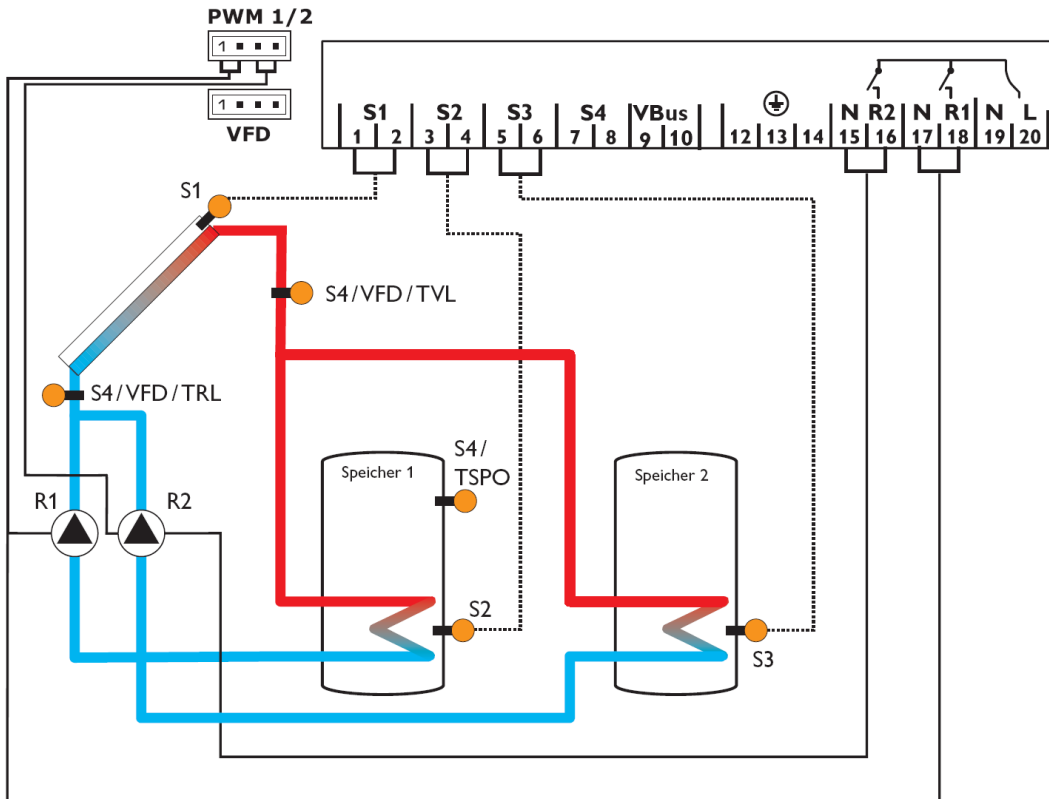 PWM 1/2
1
1
VFD
S1 S2 S3 S4 VBus N R2 N R1 N L
1 2 3 4 5 6 7 8 9 10 12 13 14 15 16 17 18 19 20
S1
S4/VFD/TVL
S4/VFD/TRL
Speicher 1
S4/
TSPO
Speicher 2
R1
R2
S2
S3